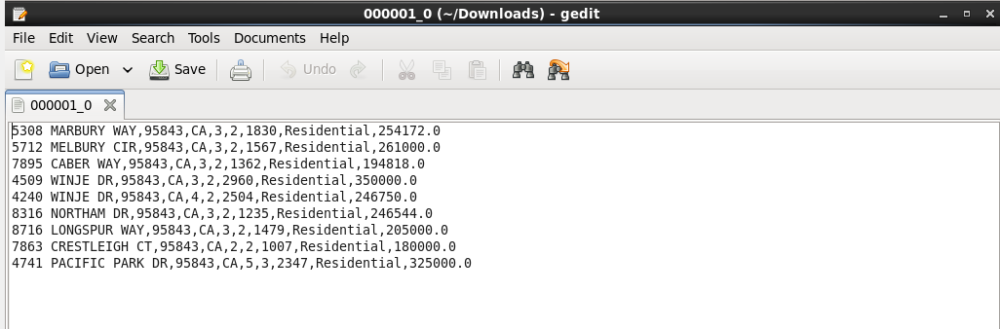 000001_0 (~/Downloads) - gedit
File Edit View Search Tools Documents Help
Open Save Undo
000001_0
5308 MARBURY WAY,95843,CA,3,2,1830,Residential,254172.0
5712 MELBURY CIR,95843,CA,3,2,1567,Residential,261000.0
7895 CABER WAY,95843,CA,3,2,1362,Residential,194818.0
4509 WINJE DR,95843,CA,3,2,2960,Residential,350000.0
4240 WINJE DR,95843,CA,4,2,2504,Residential,246750.0
8316 NORTHAM DR,95843,CA,3,2,1235,Residential,246544.0
8716 LONGSPUR WAY,95843,CA,3,2,1479,Residential,205000.0
7863 CRESTLEIGH CT,95843,CA,2,2,1007,Residential,180000.0
4741 PACIFIC PARK DR,95843,CA,5,3,2347,Residential,325000.0